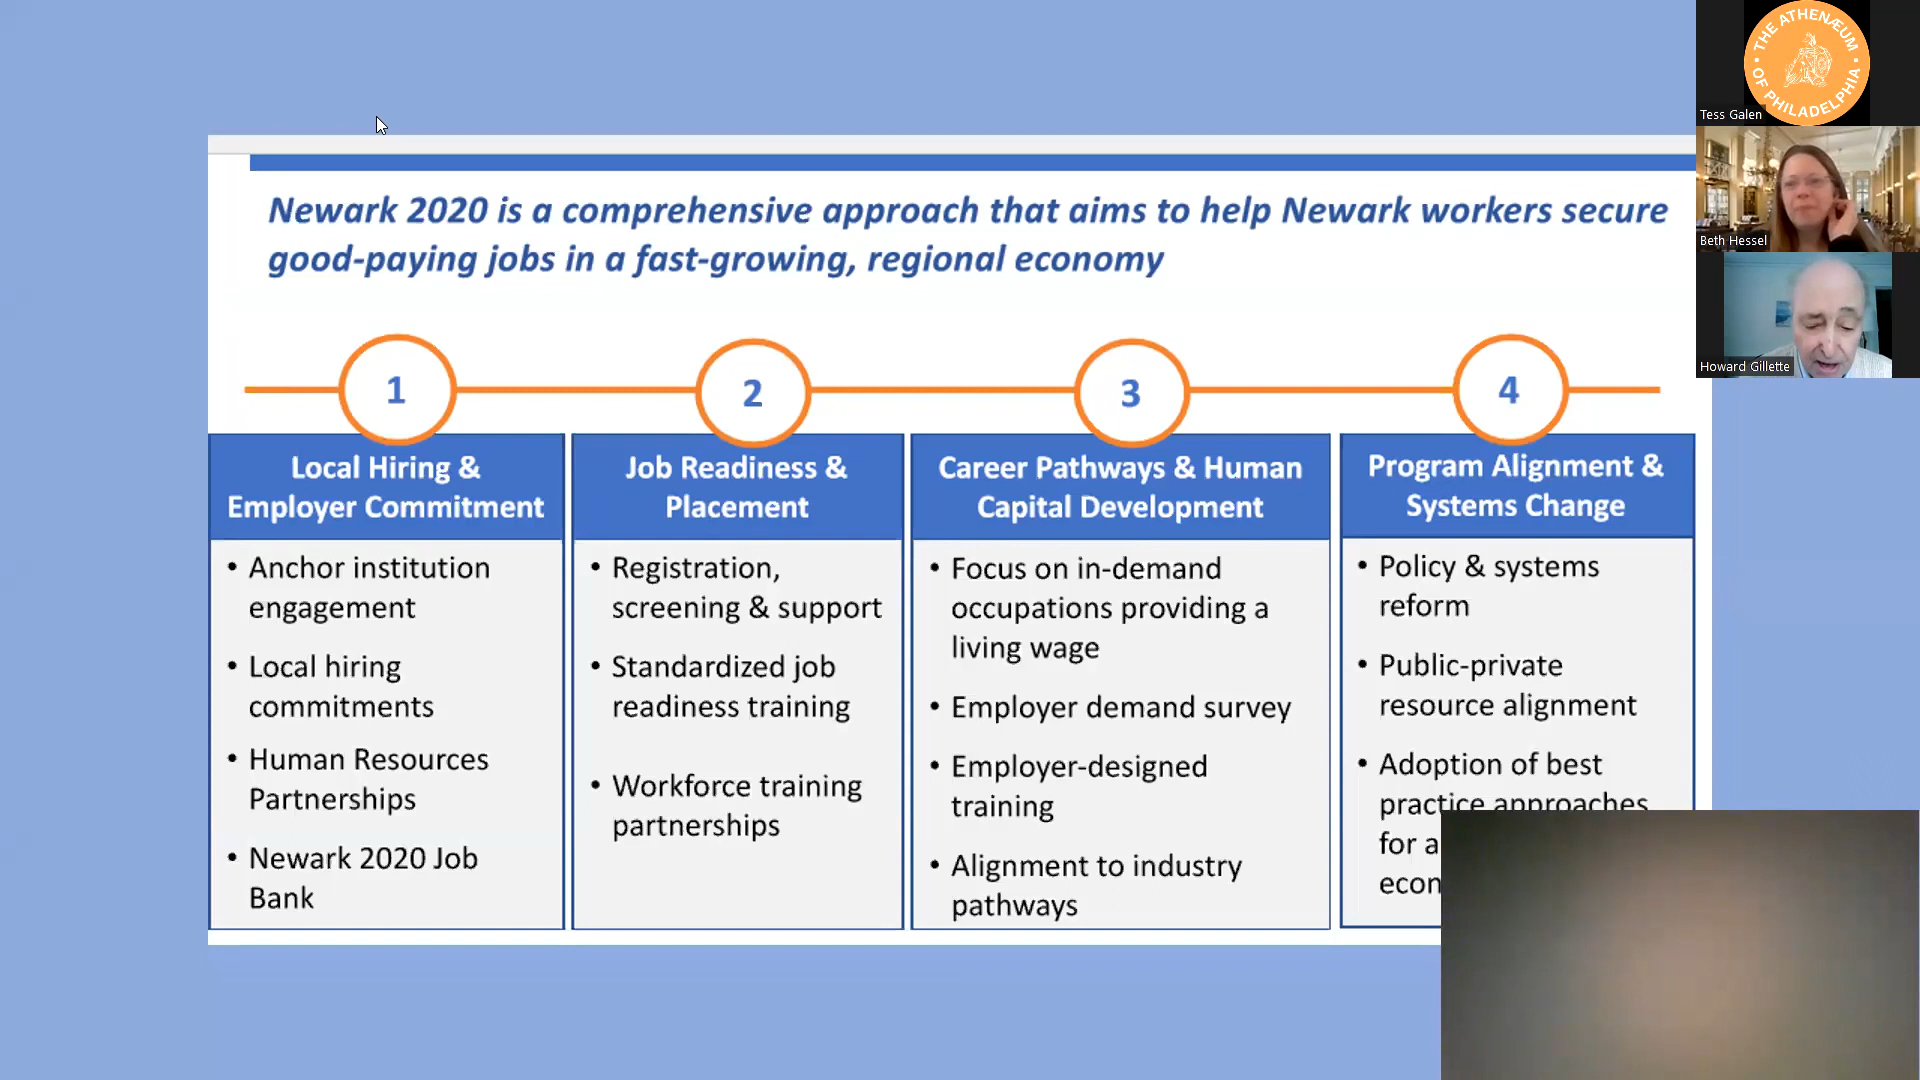 Newark 2020 is a comprehensive approach that aims to help Newark workers secure
good-paying jobs in a fast-growing, regional economy
1
Local Hiring &
Employer Commitment
• Anchor institution
engagement
• Local hiring
commitments
• Human Resources
Partnerships
• Newark 2020 Job
Bank
2
Job Readiness &
Placement
• Registration,
screening & support
• Standardized job
readiness training
• Workforce training
partnerships
3
Career Pathways & Human
Capital Development
• Focus on in-demand
occupations providing a
living wage
• Employer demand survey
• Employer-designed
training
• Alignment to industry
pathways
4
Program Alignment &
Systems Change
• Policy & systems
reform
• Public-private
resource alignment
• Adoption of best
practice approaches
for
THE ATHENÆUM
OF PHILADELPHIA
Tess Galen
Beth Hessel
Howard Gillette